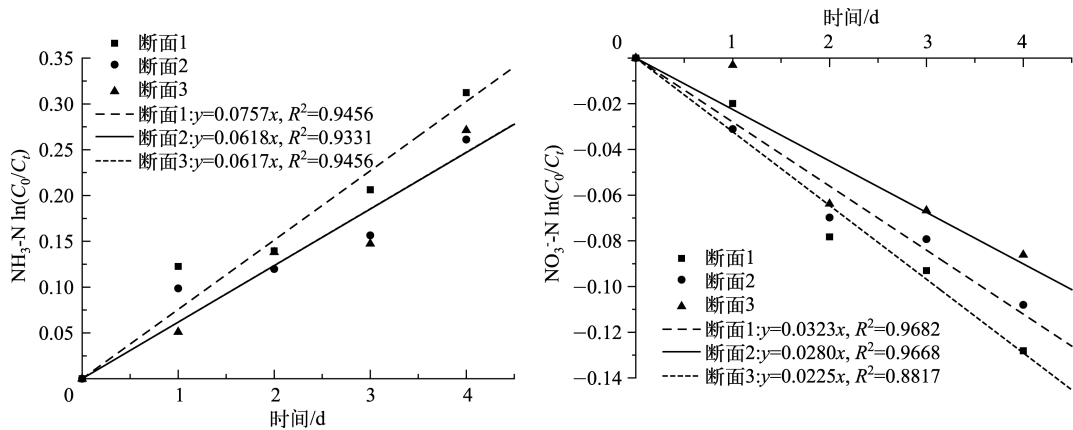 断面1
断面2
断面3
断面1:y=0.0757x, R²=0.9456
断面2:y=0.0618x, R²=0.9331
断面3:y=0.0617x, R²=0.9456
0.35
0.30
0.25
0.20
0.15
0.10
0.05
0
1
2
3
4
时间/d
NH₃-N ln(C₀/Cₜ)
时间/d
0
1
2
3
4
−0.02
−0.04
−0.06
−0.08
−0.10
−0.12
−0.14
NO₃⁻-N ln(C₀/Cₜ)
断面1
断面2
断面3
断面1:y=0.0323x, R²=0.9682
断面2:y=0.0280x, R²=0.9668
断面3:y=0.0225x, R²=0.8817